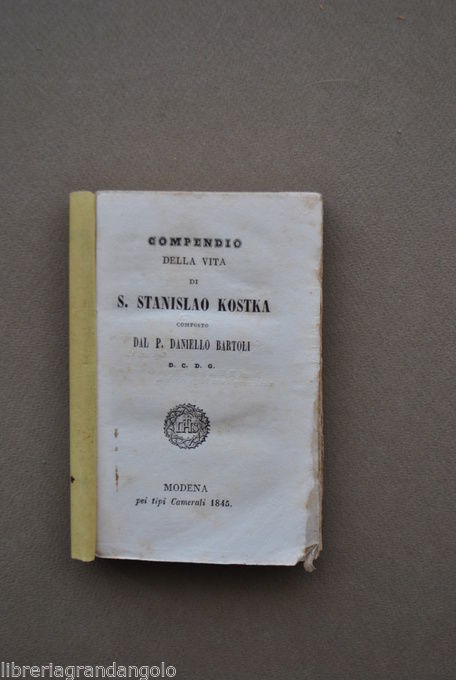 COMPENDIO
DELLA VITA
DI
S. STANISLAO KOSTKA
COMPOSTO
DAL P. DANIELLO BARTOLI
D. C. D. G.
IHS
MODENA
pei tipi Camerali 1845.
libreriagrandangolo